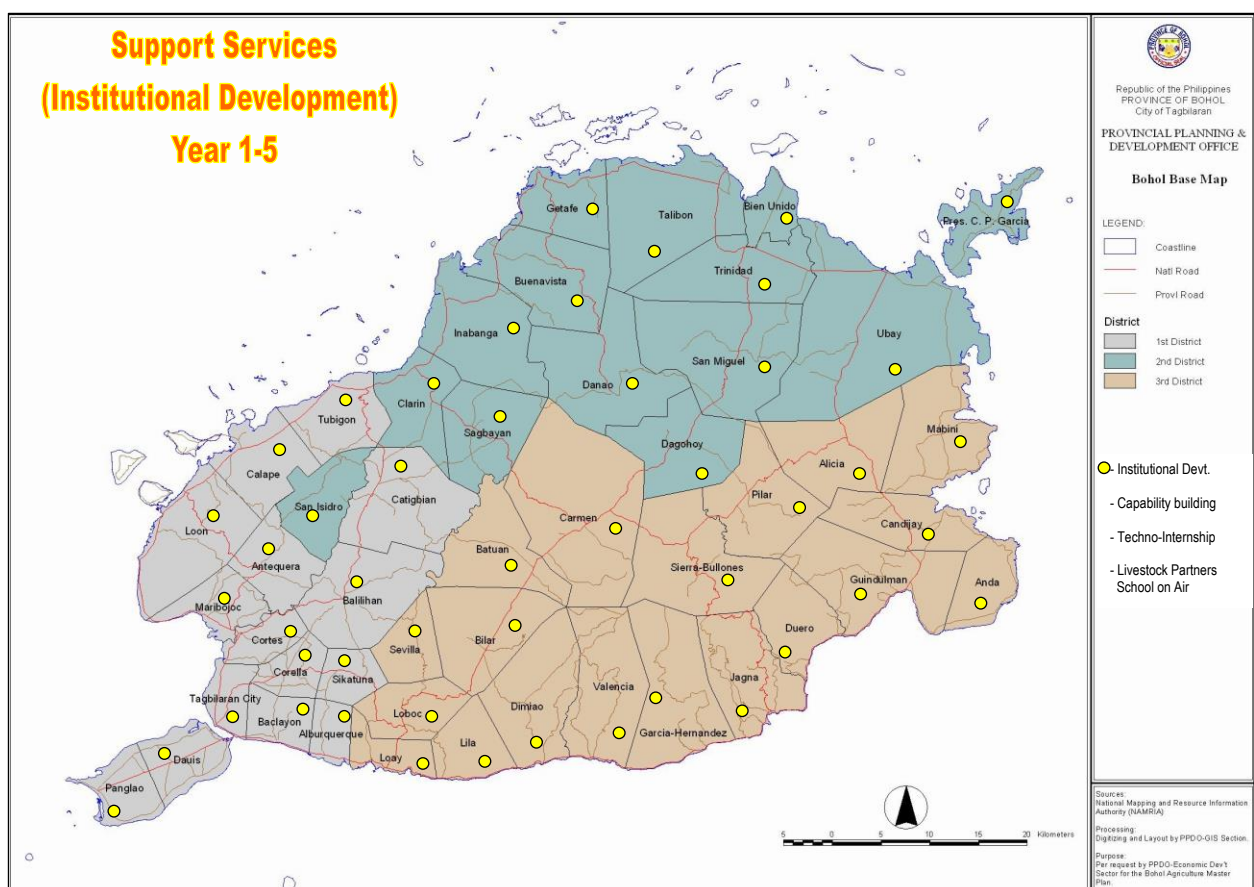 Support Services
(Institutional Development)
Year 1-5
PROVINCE OF BOHOL
OFFICIAL SEAL
Republic of the Philippines
PROVINCE OF BOHOL
City of Tagbilaran
PROVINCIAL PLANNING &
DEVELOPMENT OFFICE
Bohol Base Map
LEGEND:
Coastline
Natl Road
Provl Road
District
1st District
2nd District
3rd District
- Institutional Devt.
- Capability building
- Techno-Internship
- Livestock Partners
School on Air
Getafe
Talibon
Bien Unido
Pres. C. P. Garcia
Buenavista
Trinidad
Inabanga
Ubay
San Miguel
Danao
Clarin
Tubigon
Sagbayan
Mabini
Dagohoy
Calape
Alicia
Catigbian
Pilar
San Isidro
Carmen
Candijay
Loon
Batuan
Antequera
Sierra-Bullones
Guindulman
Anda
Balilihan
Maribojoc
Duero
Cortes
Bilar
Sevilla
Corella
Sikatuna
Jagna
Valencia
Tagbilaran City
Dimiao
Loboc
Baclayon
Alburquerque
Garcia-Hernandez
Lila
Dauis
Loay
Panglao
5 0 5 10 15 20 Kilometers
Sources:
National Mapping and Resource Information
Authority (NAMRIA)
Processing:
Digitizing and Layout by PPDO-GIS Section.
Purpose:
Per request by PPDO-Economic Dev't
Sector for the Bohol Agriculture Master
Plan.